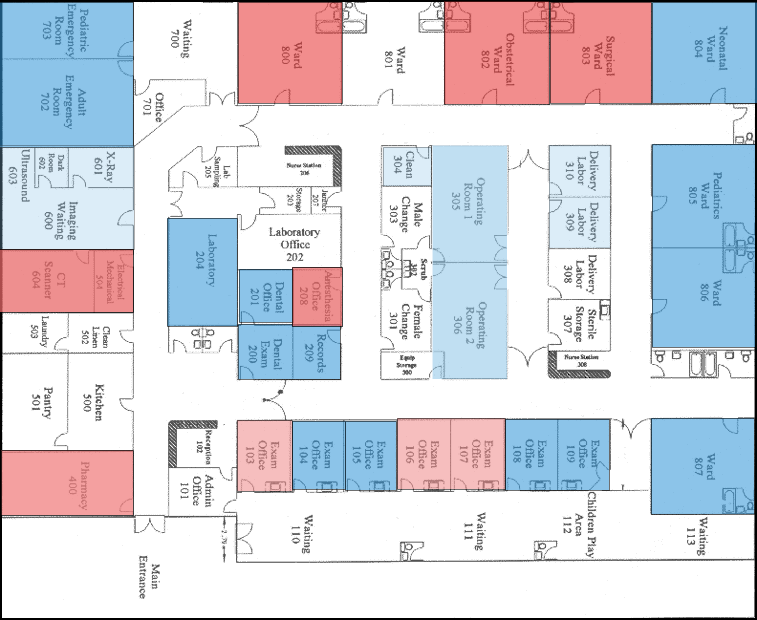 Pediatric
Emergency
Room
703
Adult
Emergency
Room
702
Waiting
700
Office
701
Ward
800
Ward
801
Obstetrical
Ward
802
Surgical
Ward
803
Neonatal
Ward
804
Ultrasound
603
Dark
Room
602
X-Ray
601
Imaging
Waiting
600
Lab
Sampling
205
Nurse Station
206
Storage
203
Janitor
207
Laboratory
Office
202
Laboratory
204
Dental
Office
201
Anesthesia
Office
208
Dental
Exam
200
Records
209
Clean
304
Male
Change
303
Scrub
302
Female
Change
301
Equip
Storage
300
Operating
Room 1
305
Operating
Room 2
306
Delivery
Labor
310
Delivery
Labor
309
Delivery
Labor
308
Sterile
Storage
307
Nurse Station
308
Pediatrics
Ward
805
Ward
806
CT
Scanner
604
Electrical
Mechanical
504
Laundry
503
Clean
Linen
502
Pantry
501
Kitchen
500
Pharmacy
400
Reception
102
Admin
Office
101
Exam
Office
103
Exam
Office
104
Exam
Office
105
Exam
Office
106
Exam
Office
107
Exam
Office
108
Exam
Office
109
Ward
807
Main
Entrance
Waiting
110
Waiting
111
Children Play
Area
112
Waiting
113